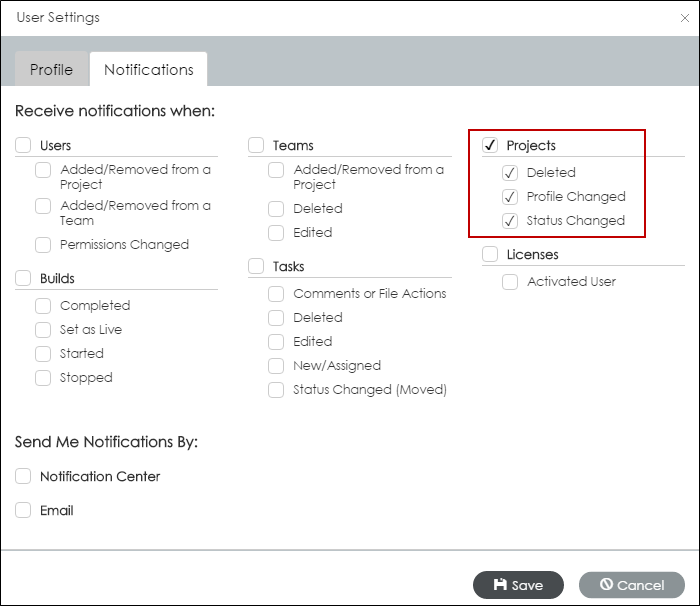 User Settings
Profile
Notifications
Receive notifications when:
Users
Added/Removed from a
Project
Added/Removed from a
Team
Permissions Changed
Builds
Completed
Set as Live
Started
Stopped
Teams
Added/Removed from a
Project
Deleted
Edited
Tasks
Comments or File Actions
Deleted
Edited
New/Assigned
Status Changed (Moved)
Projects
Deleted
Profile Changed
Status Changed
Licenses
Activated User
Send Me Notifications By:
Notification Center
Email
Save
Cancel